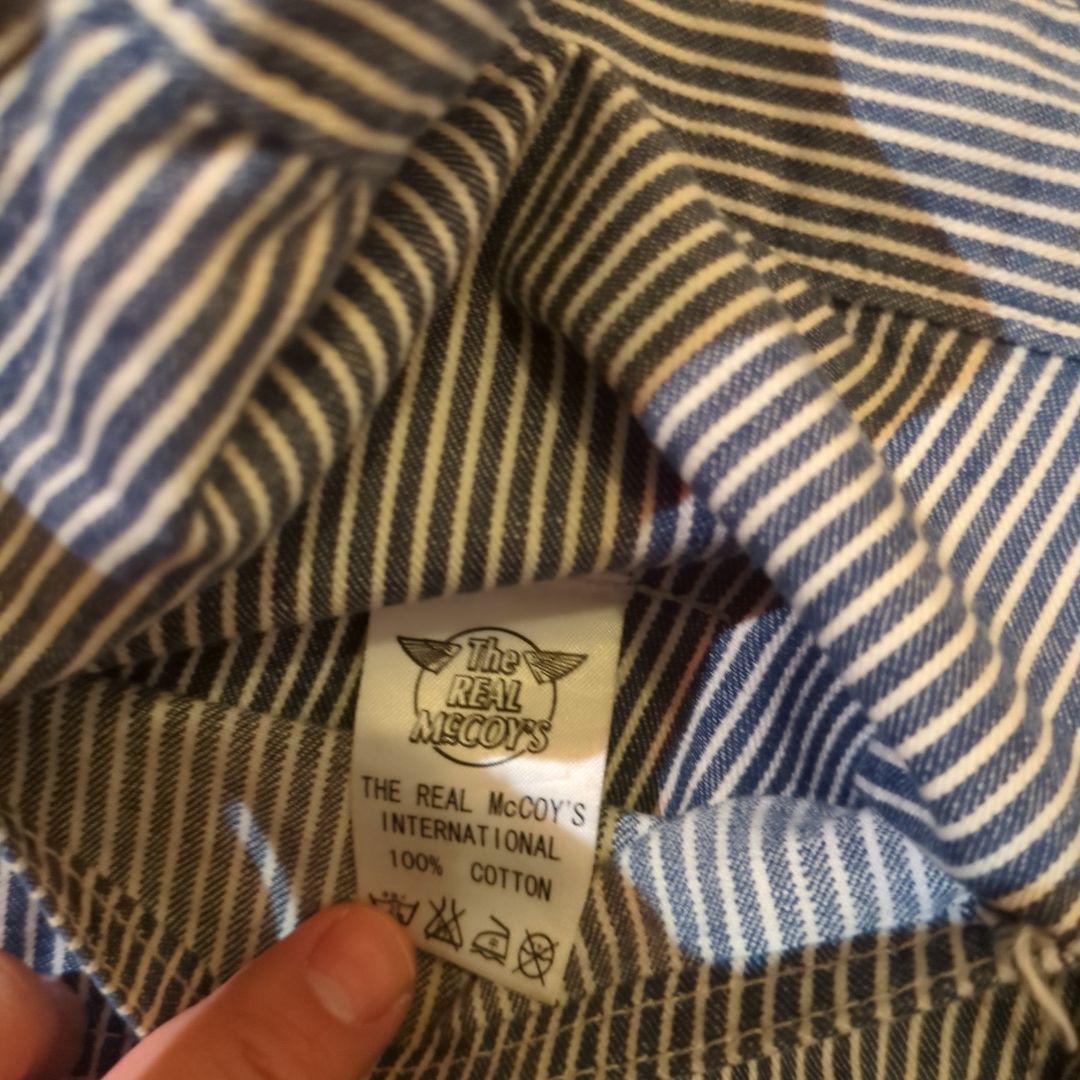 The
REAL
McCOY'S
THE REAL McCOY'S
INTERNATIONAL
100% COTTON